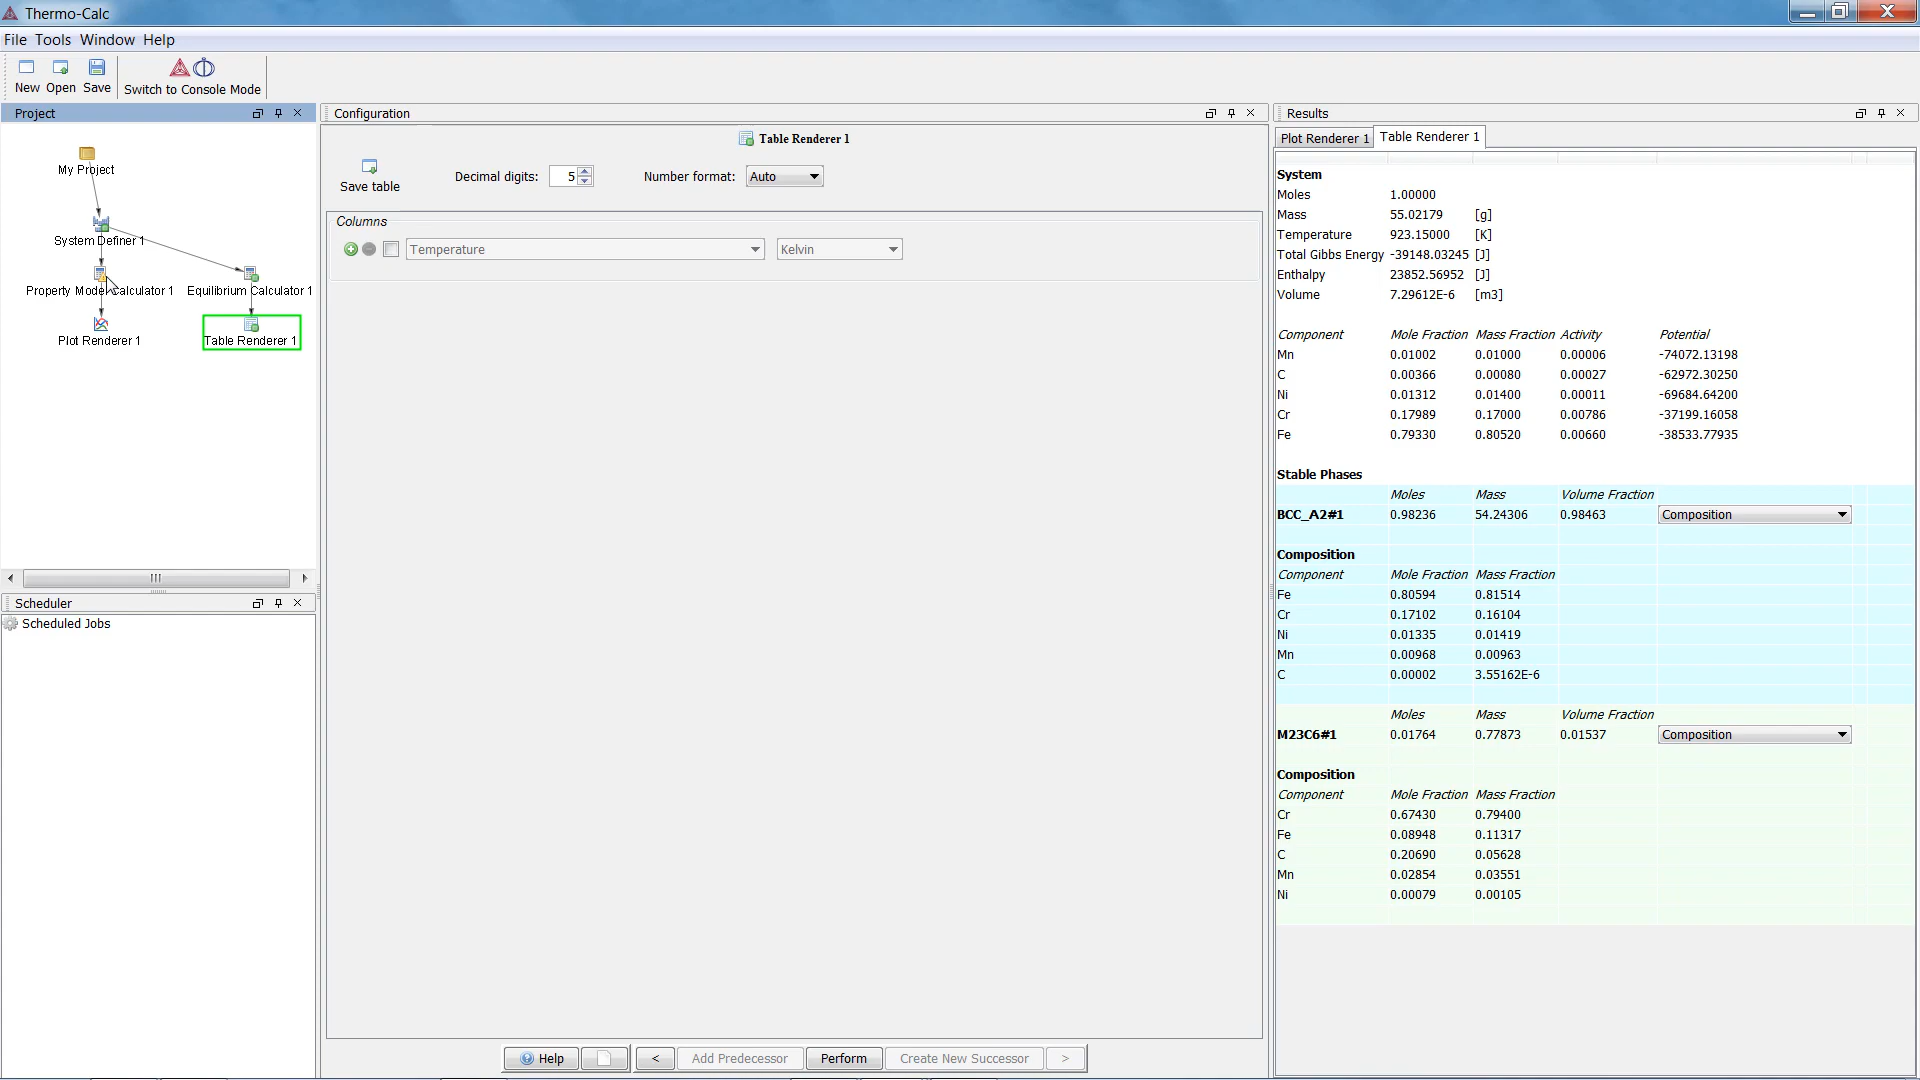 Thermo-Calc
File Tools Window Help
New Open Save Switch to Console Mode
Project
My Project
System Definer 1
Property Model Calculator 1 Equilibrium Calculator 1
Plot Renderer 1 Table Renderer 1
Scheduler
Scheduled Jobs
Configuration
Table Renderer 1
Save table Decimal digits: 5 Number format: Auto
Columns
Temperature Kelvin
Help < Add Predecessor Perform Create New Successor >
Results
Plot Renderer 1 Table Renderer 1
System
Moles 1.00000
Mass 55.02179 [g]
Temperature 923.15000 [K]
Total Gibbs Energy -39148.03245 [J]
Enthalpy 23852.56952 [J]
Volume 7.29612E-6 [m3]
Component Mole Fraction Mass Fraction Activity Potential
Mn 0.01002 0.01000 0.00006 -74072.13198
C 0.00366 0.00080 0.00027 -62972.30250
Ni 0.01312 0.01400 0.00011 -69684.64200
Cr 0.17989 0.17000 0.00786 -37199.16058
Fe 0.79330 0.80520 0.00660 -38533.77935
Stable Phases
Moles Mass Volume Fraction
BCC_A2#1 0.98236 54.24306 0.98463 Composition
Composition
Component Mole Fraction Mass Fraction
Fe 0.80594 0.81514
Cr 0.17102 0.16104
Ni 0.01335 0.01419
Mn 0.00968 0.00963
C 0.00002 3.55162E-6
Moles Mass Volume Fraction
M23C6#1 0.01764 0.77873 0.01537 Composition
Composition
Component Mole Fraction Mass Fraction
Cr 0.67430 0.79400
Fe 0.08948 0.11317
C 0.20690 0.05628
Mn 0.02854 0.03551
Ni 0.00079 0.00105